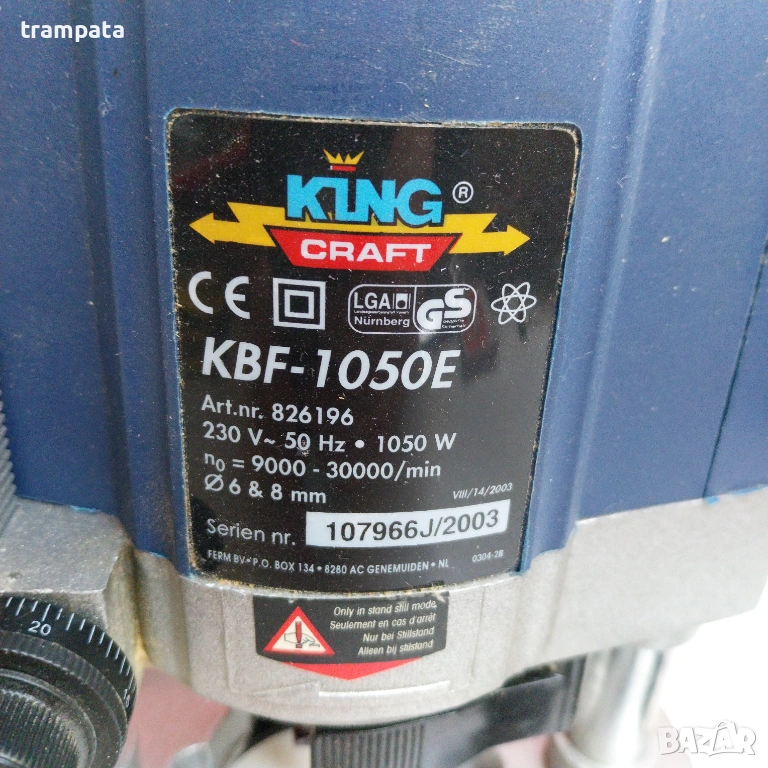 trampata
KING ®
CRAFT
CE
LGA
Nürnberg
GS
KBF-1050E
Art.nr. 826196
230 V~ 50 Hz • 1050 W
n0 = 9000 - 30000/min
Ø 6 & 8 mm
VIII/14/2003
Serien nr. 107966J/2003
FERM BV • P.O. BOX 134 • 8280 AC GENEMUIDEN • NL
0304-28
Only in stand still mode
Seulement en cas d'arrêt
Nur bei Stillstand
Alleen bij stilstand
20
BAZAR